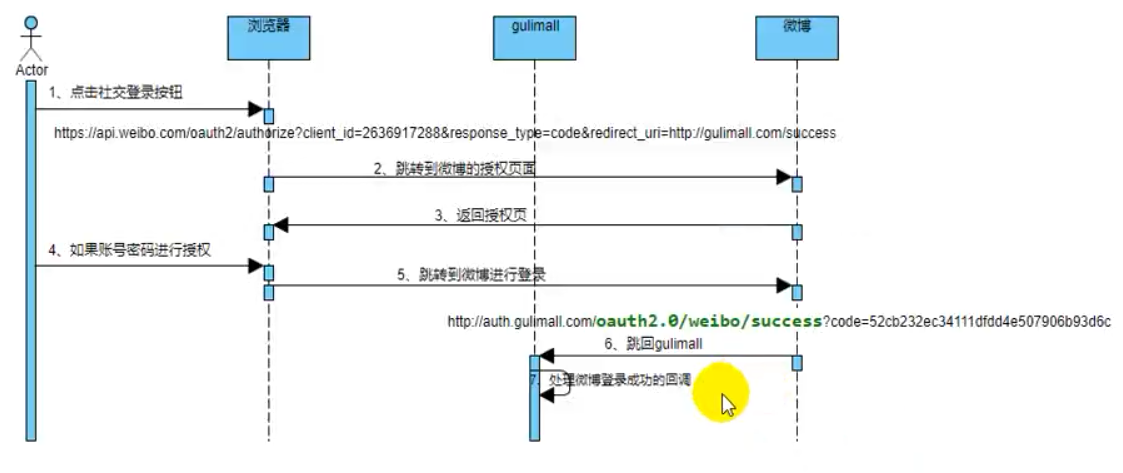 浏览器
gulimall
微博
Actor
1、点击社交登录按钮
https://api.weibo.com/oauth2/authorize?client_id=2636917288&response_type=code&redirect_uri=http://gulimall.com/success
2、跳转到微博的授权页面
3、返回授权页
4、如果账号密码进行授权
5、跳转到微博进行登录
http://auth.gulimall.com/oauth2.0/weibo/success?code=52cb232ec34111dfdd4e507906b93d6c
6、跳回gulimall
7、处理微博登录成功的回调